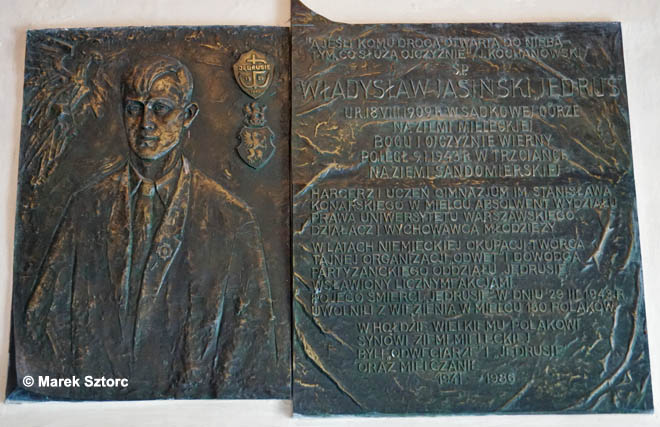 JĘDRUSIE
"A JEŚLI KOMU DROGA OTWARTA DO NIEBA
TYM CO SŁUŻĄ OJCZYŹNIE" J. KOCHANOWSKI
ŚP
WŁADYSŁAW JASIŃSKI „JĘDRUŚ"
UR. 18 VIII 1909 R. W SADKOWEJ GÓRZE
NA ZIEMI MIELECKIEJ
BOGU I OJCZYŹNIE WIERNY
POLEGŁ 9 I 1943 R. W TRZCIANCE
NA ZIEMI SANDOMIERSKIEJ
HARCERZ I UCZEŃ GIMNAZJUM IM. STANISŁAWA
KONARSKIEGO W MIELCU ABSOLWENT WYDZIAŁU
PRAWA UNIWERSYTETU WARSZAWSKIEGO
DZIAŁACZ I WYCHOWAWCA MŁODZIEŻY
W LATACH NIEMIECKIEJ OKUPACJI TWÓRCA
TAJNEJ ORGANIZACJI „ODWET" I DOWÓDCA
PARTYZANCKIEGO ODDZIAŁU „JĘDRUSIE"
WSŁAWIONY LICZNYMI AKCJAMI
PO JEGO ŚMIERCI „JĘDRUSIE" W DNIU 29 III 1943 R
UWOLNILI Z WIĘZIENIA W MIELCU 180 POLAKÓW
W HOŁDZIE WIELKIEMU POLAKOWI
SYNOWI ZIEMI MIELECKIEJ
BYLI „ODWECIARZE" I „JĘDRUSIE"
ORAZ MIELCZANIE
1941 1986
© Marek Sztorc